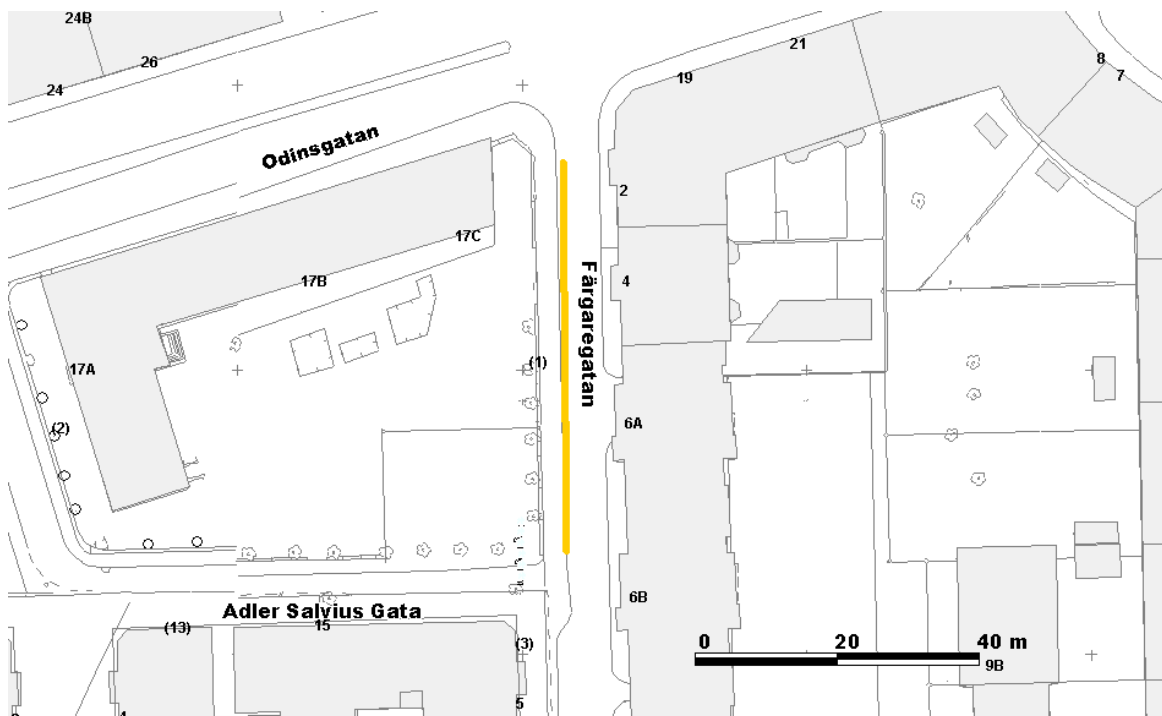 24B
26
24
21
19
8
7
Odinsgatan
2
17C
17B
4
Färgaregatan
17A
(1)
(2)
6A
6B
Adler Salvius Gata
(13)
15
(3)
0 20 40 m
9B
5